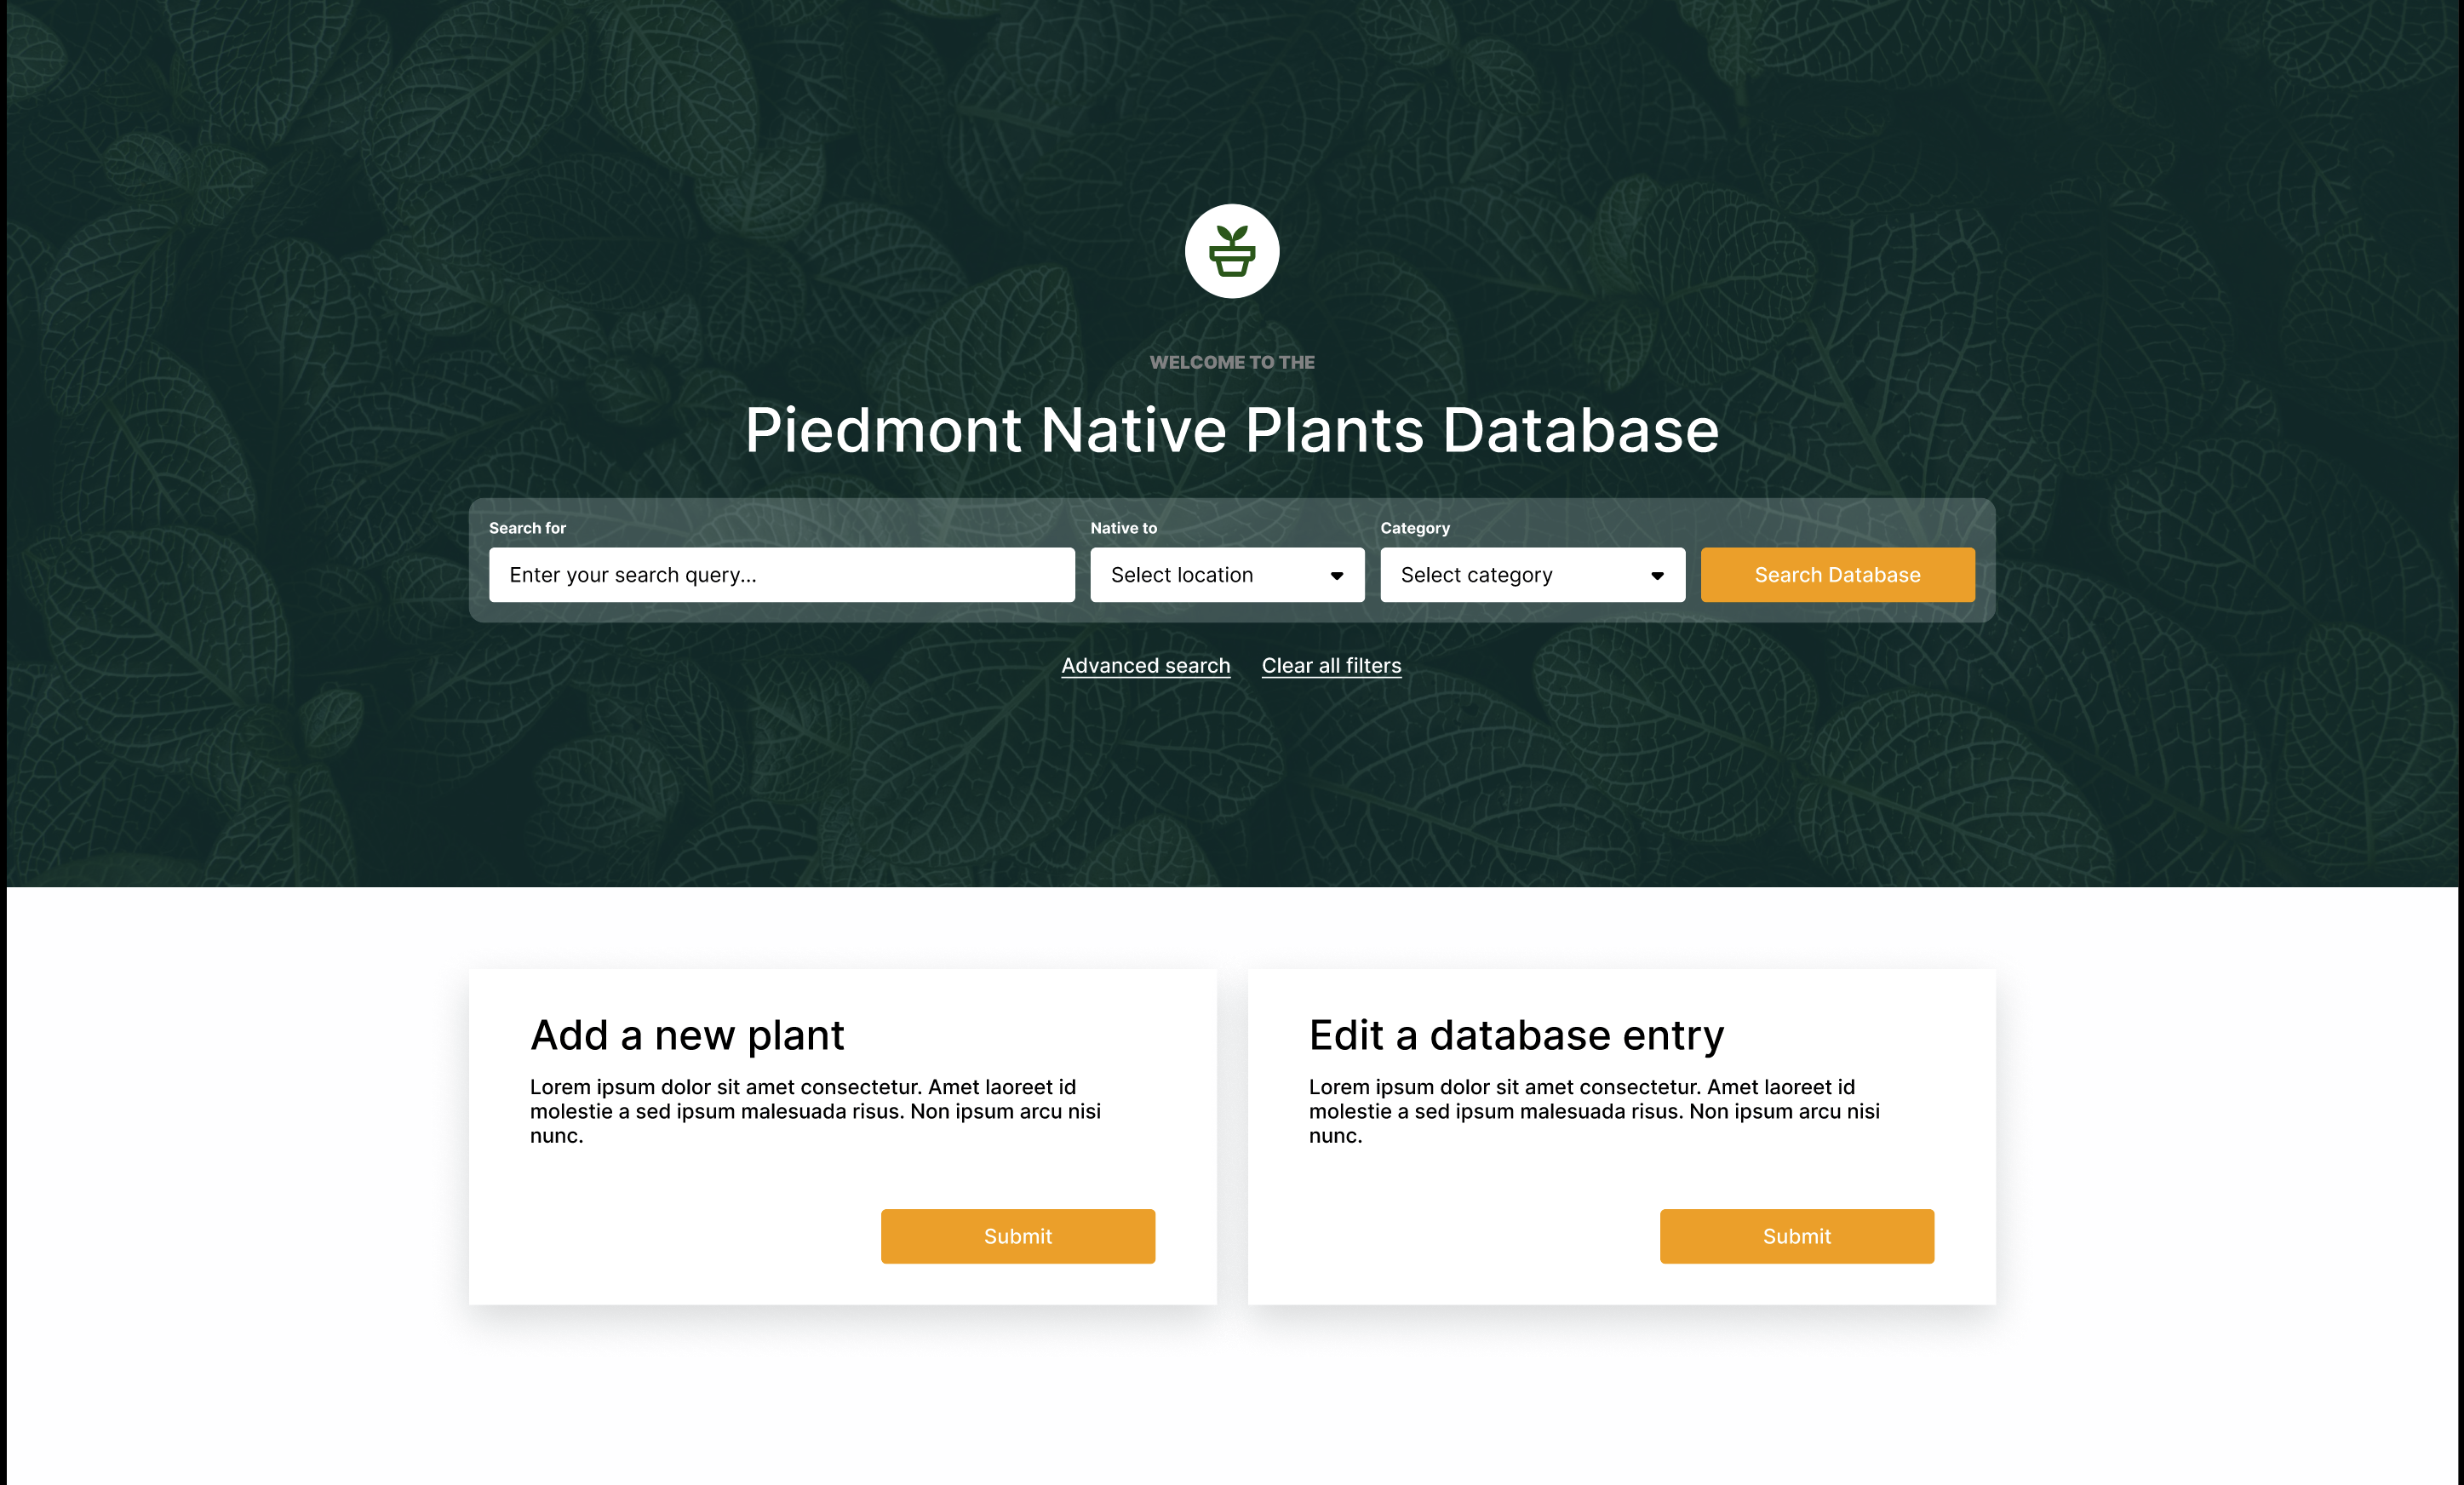 WELCOME TO THE
Piedmont Native Plants Database
Search for
Native to
Category
Enter your search query...
Select location
Select category
Search Database
Advanced search
Clear all filters
Add a new plant
Lorem ipsum dolor sit amet consectetur. Amet laoreet id
molestie a sed ipsum malesuada risus. Non ipsum arcu nisi
nunc.
Submit
Edit a database entry
Lorem ipsum dolor sit amet consectetur. Amet laoreet id
molestie a sed ipsum malesuada risus. Non ipsum arcu nisi
nunc.
Submit